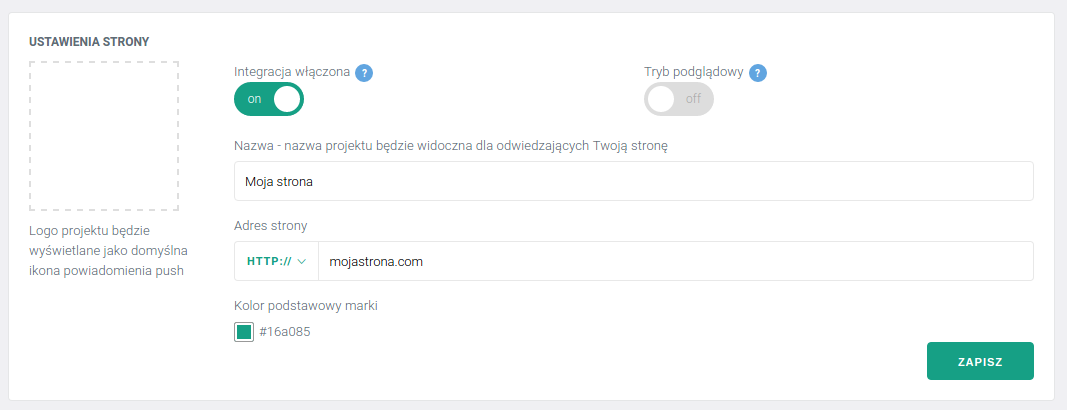 USTAWIENIA STRONY
Integracja włączona ?
Tryb podglądowy ?
on
off
Nazwa - nazwa projektu będzie widoczna dla odwiedzających Twoją stronę
Moja strona
Logo projektu będzie
wyświetlane jako domyślna
ikona powiadomienia push
Adres strony
HTTP:// mojastrona.com
Kolor podstawowy marki
#16a085
ZAPISZ